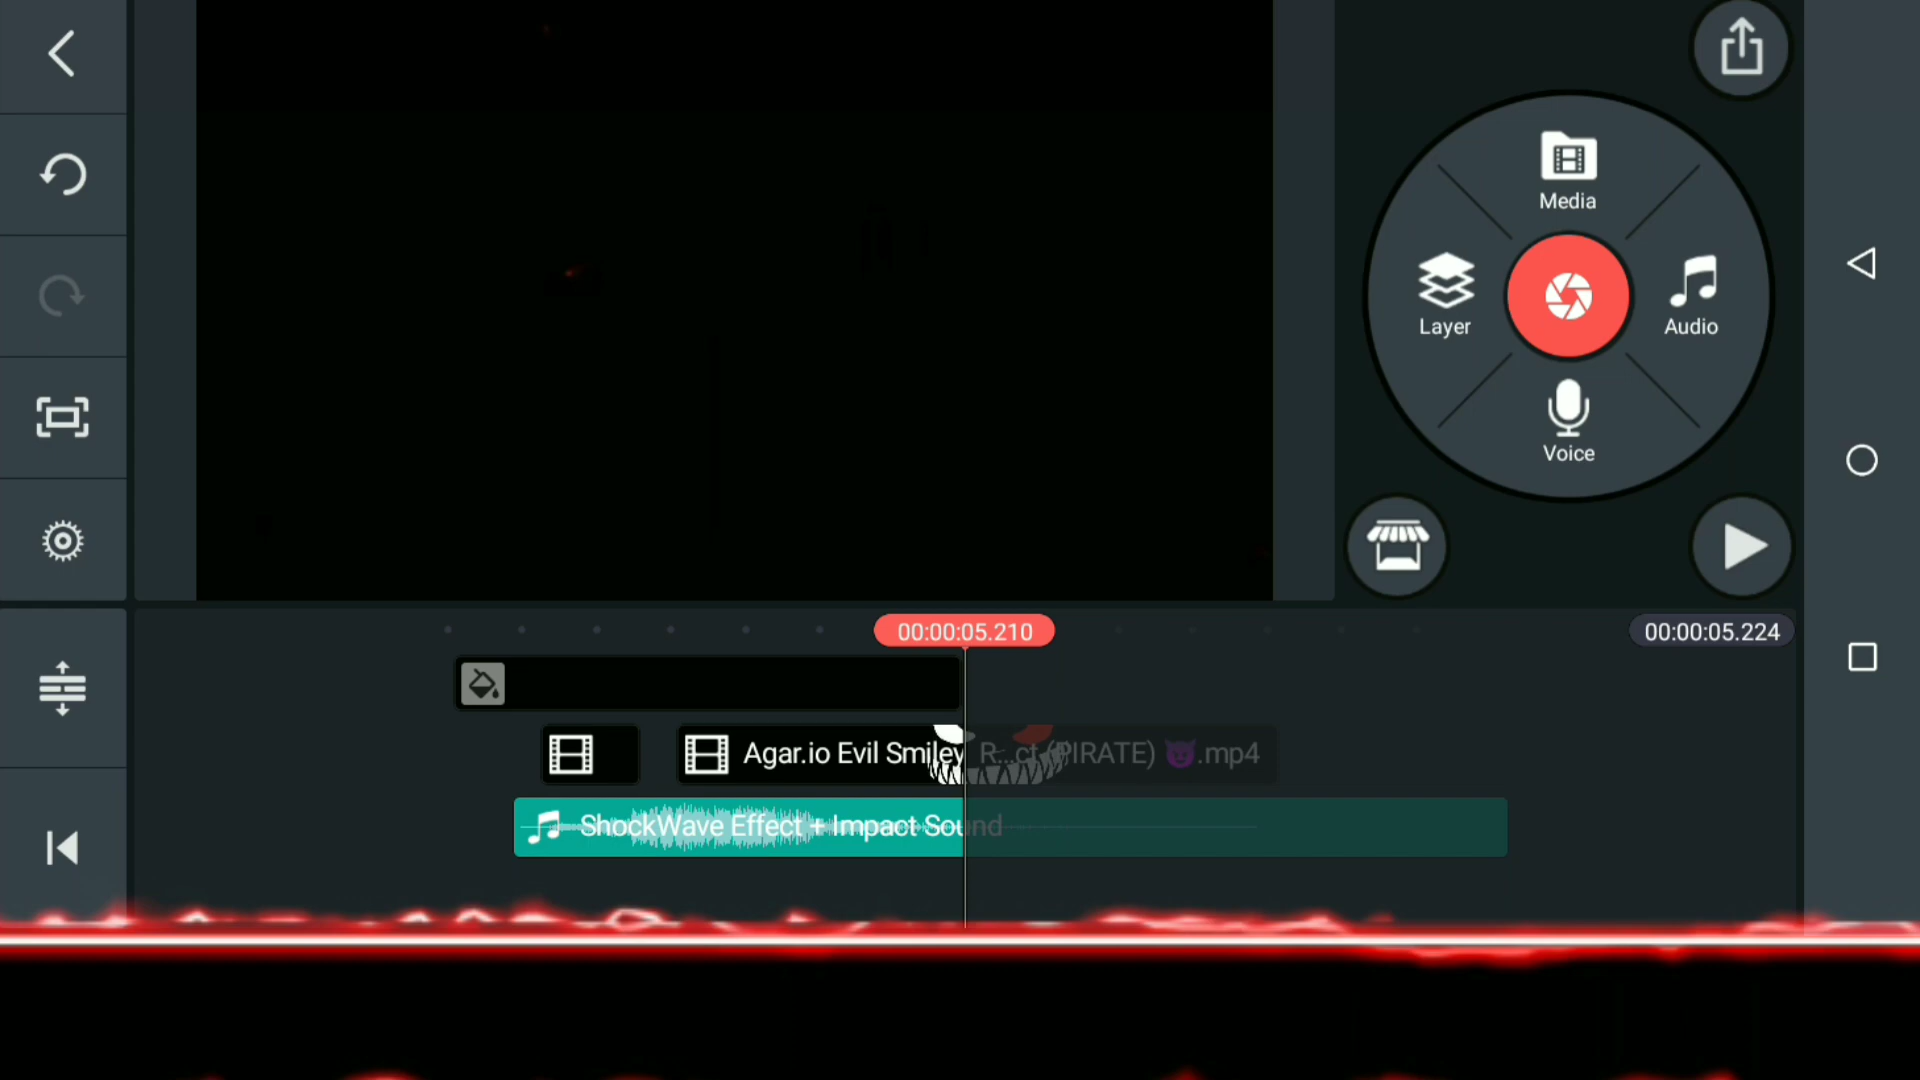 Media
Layer
Audio
Voice
00:00:05.210
00:00:05.224
Agar.io Evil Smiley R...ct (PIRATE) 😈.mp4
ShockWave Effect + Impact Sound